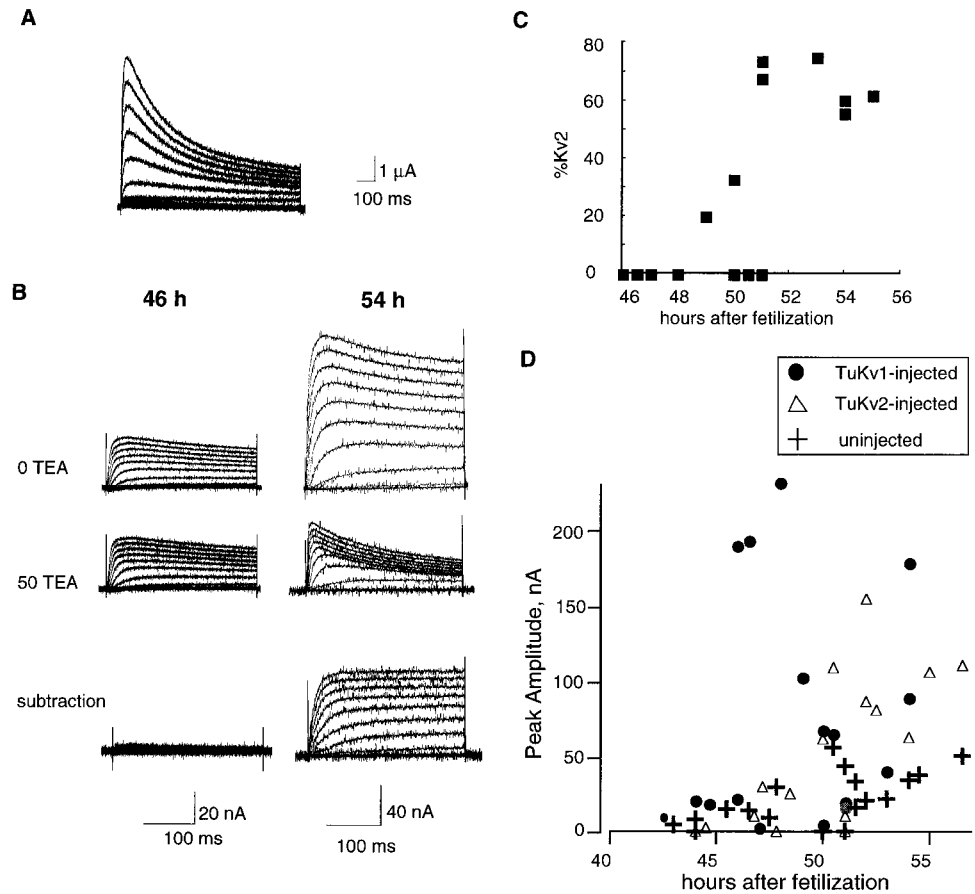 A
1 µA
100 ms
B
46 h
54 h
0 TEA
50 TEA
subtraction
20 nA
100 ms
40 nA
100 ms
C
%Kv2
80
60
40
20
0
46 48 50 52 54 56
hours after fetilization
D
TuKv1-injected
TuKv2-injected
uninjected
Peak Amplitude, nA
200
150
100
50
0
40 45 50 55
hours after fetilization